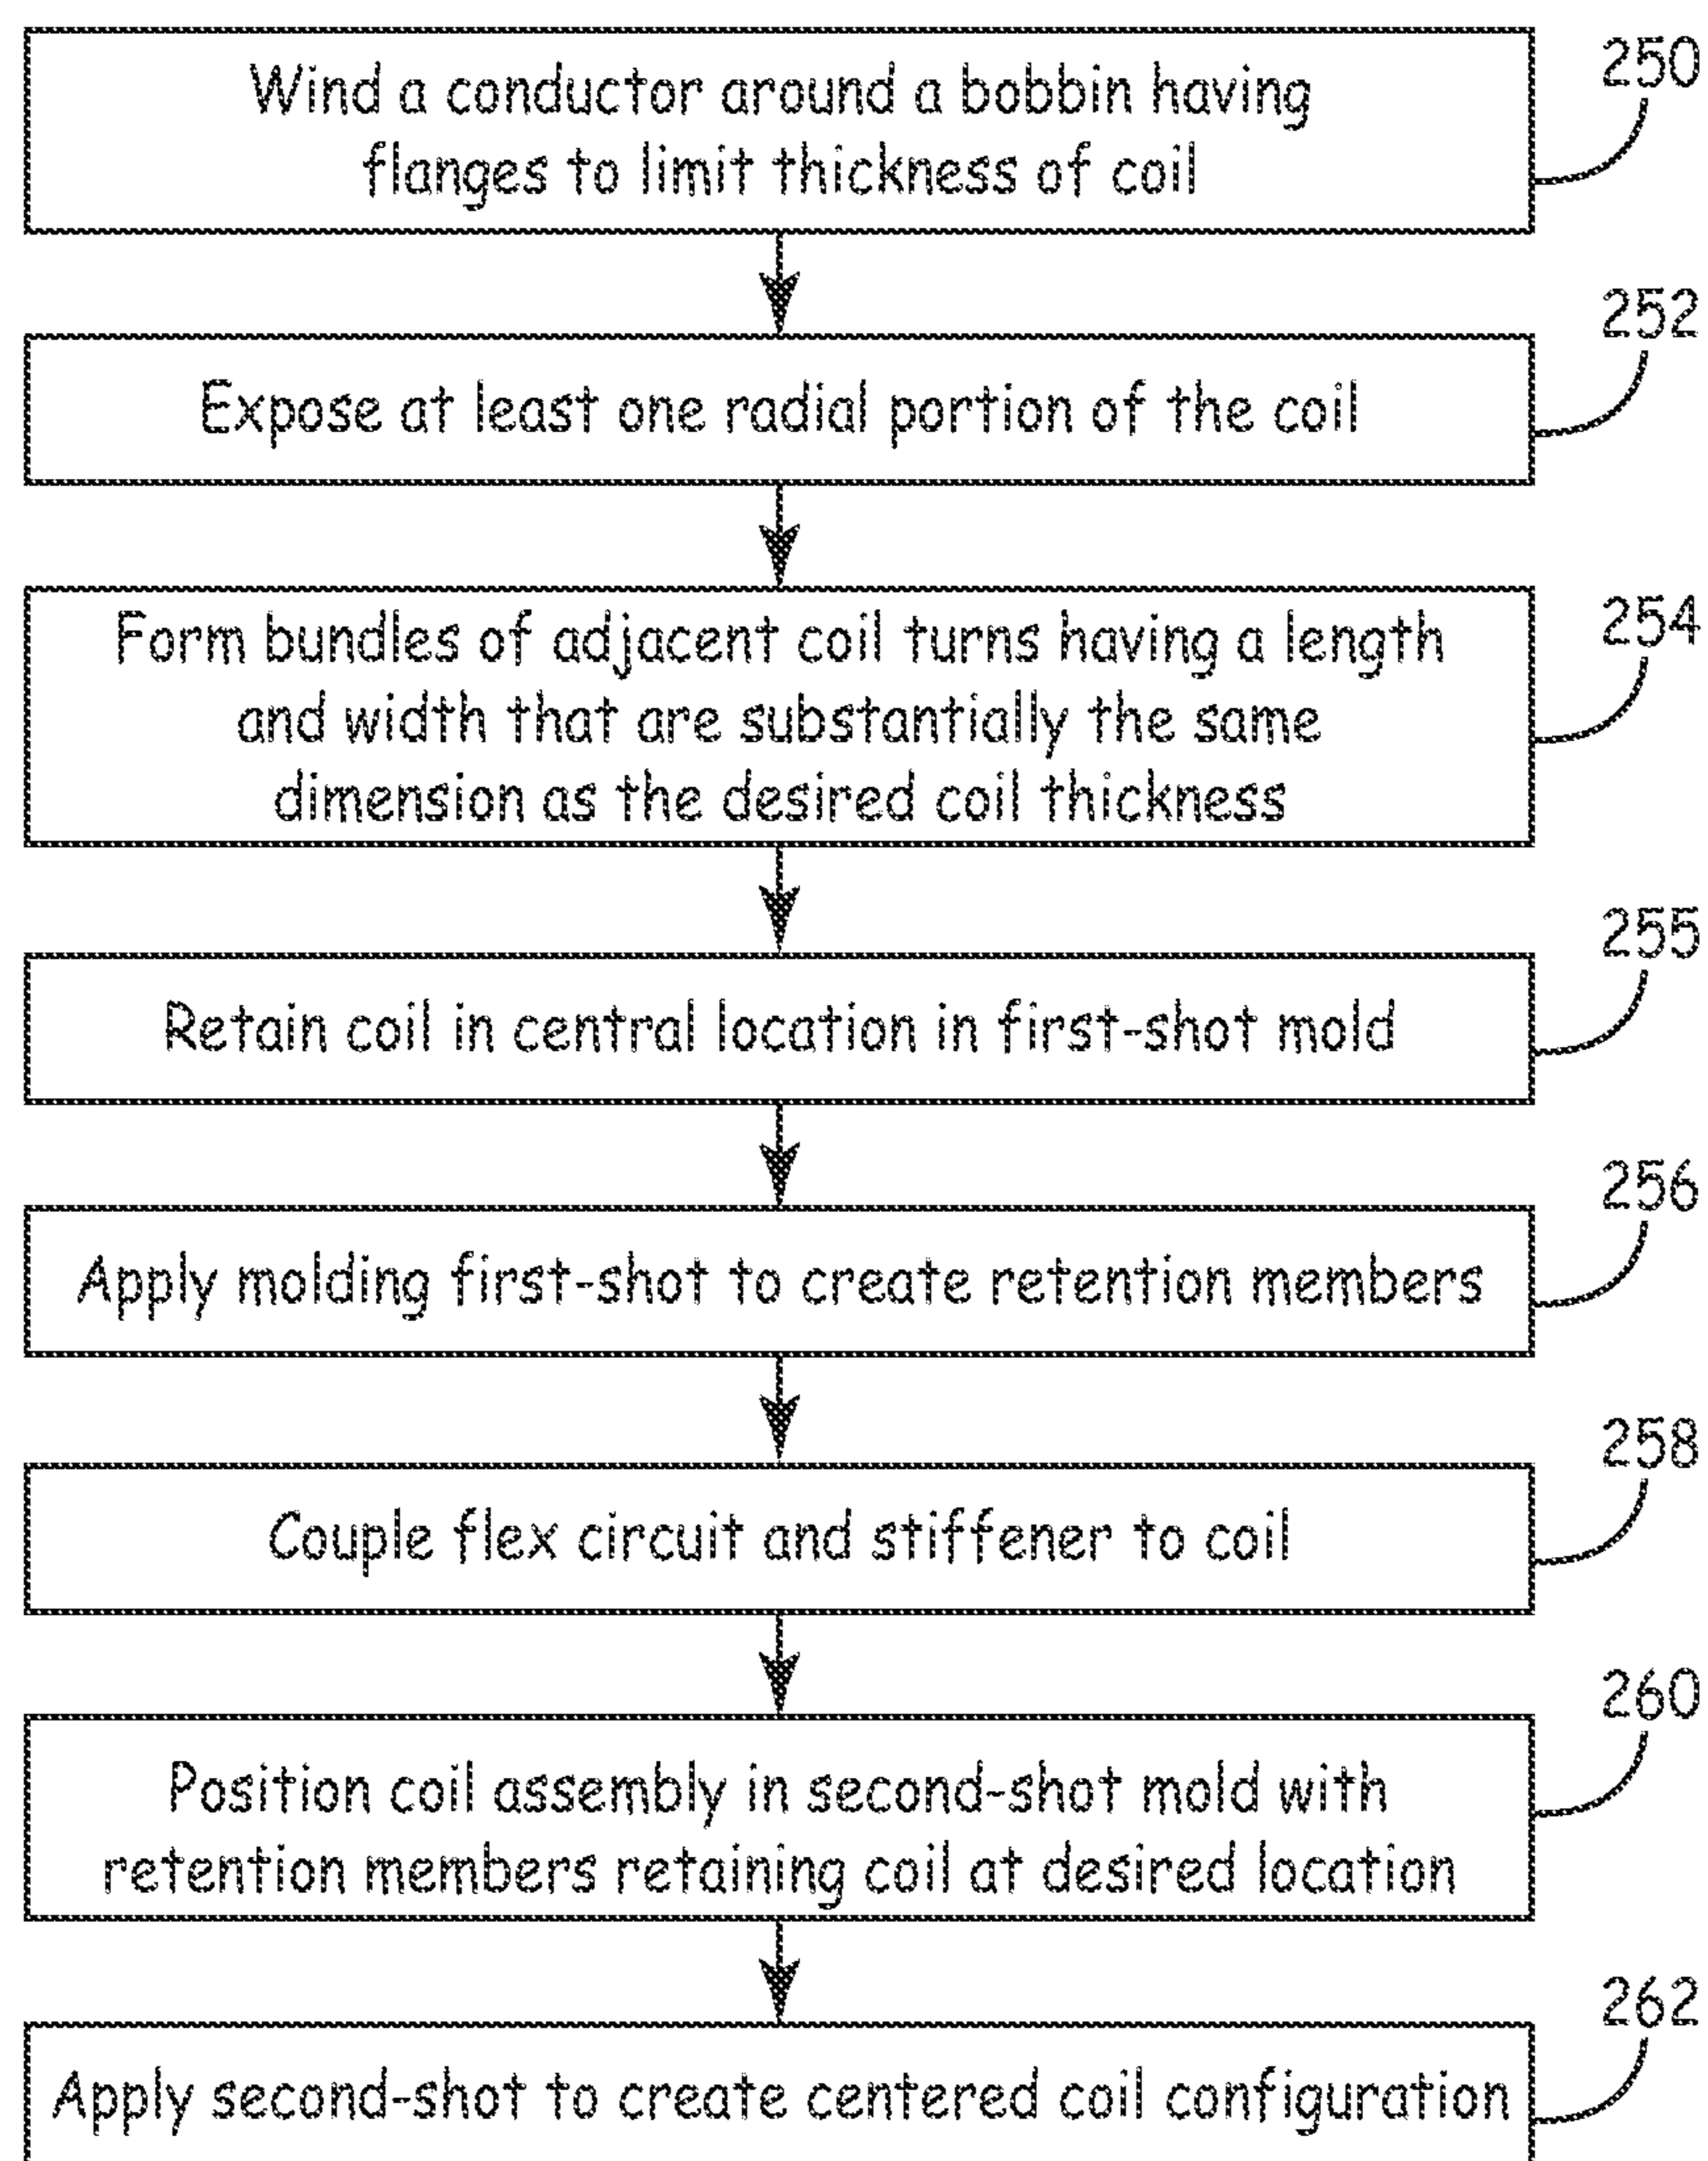 Wind a conductor around a bobbin having
flanges to limit thickness of coil
250
Expose at least one radial portion of the coil
252
Form bundles of adjacent coil turns having a length
and width that are substantially the same
dimension as the desired coil thickness
254
Retain coil in central location in first-shot mold
255
Apply molding first-shot to create retention members
256
Couple flex circuit and stiffener to coil
258
Position coil assembly in second-shot mold with
retention members retaining coil at desired location
260
Apply second-shot to create centered coil configuration
262